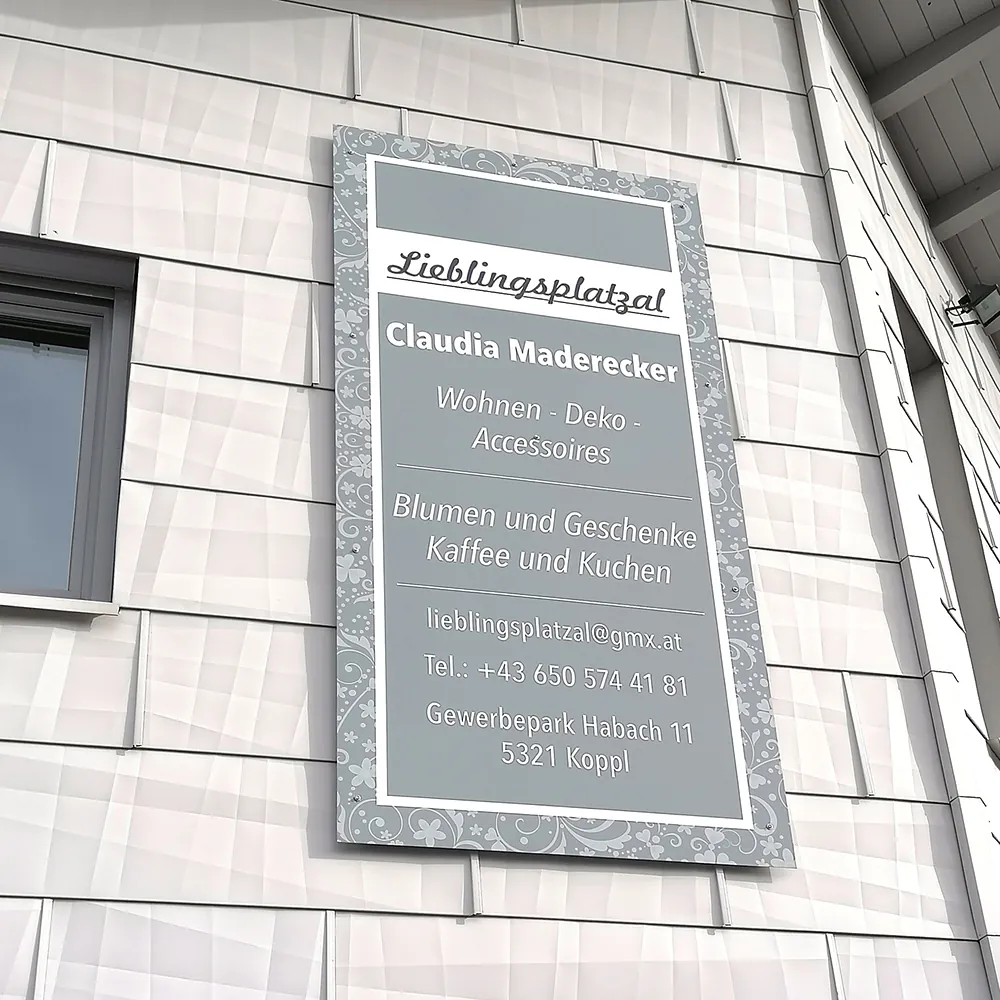 Lieblingsplatzal
Claudia Maderecker
Wohnen - Deko -
Accessoires
Blumen und Geschenke
Kaffee und Kuchen
lieblingsplatzal@gmx.at
Tel.: +43 650 574 41 81
Gewerbepark Habach 11
5321 Koppl